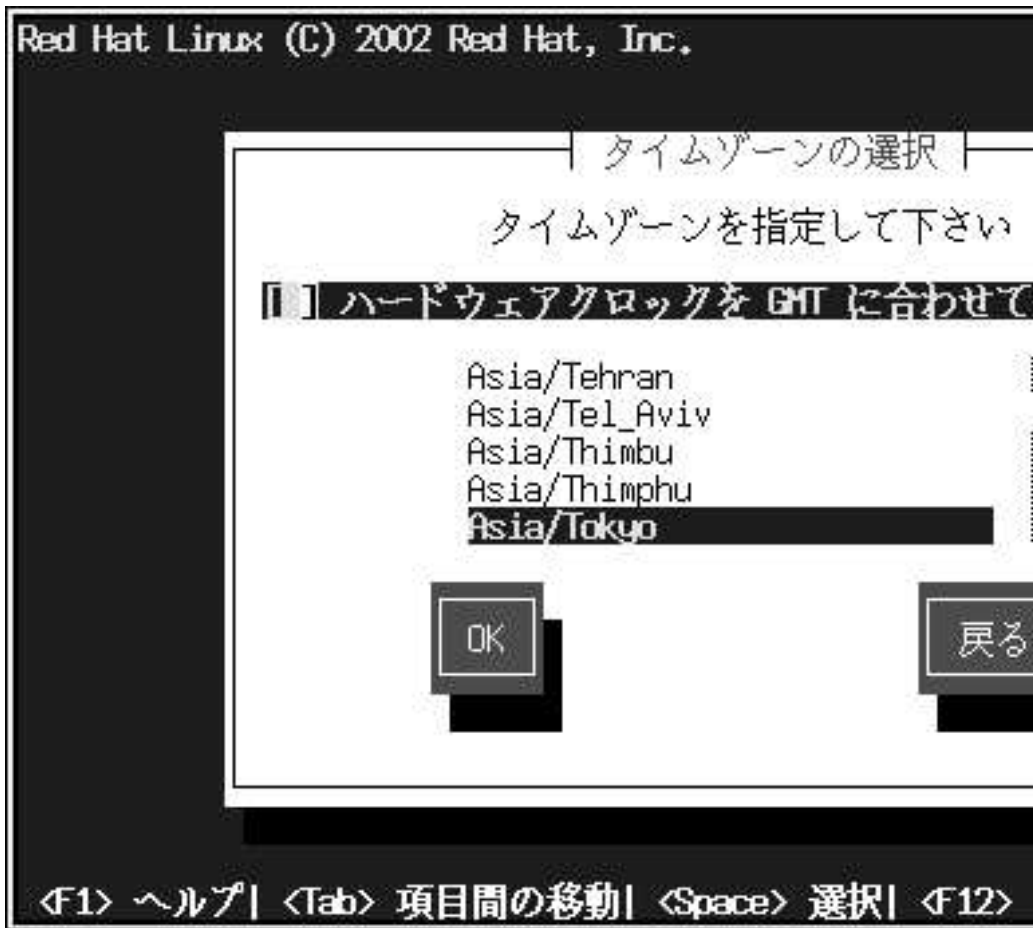 Red Hat Linux (C) 2002 Red Hat, Inc.
タイムゾーンの選択
タイムゾーンを指定して下さい
[ ] ハードウェアクロックを GMT に合わせて
Asia/Tehran
Asia/Tel_Aviv
Asia/Thimbu
Asia/Thimphu
Asia/Tokyo
OK
戻る
<F1> ヘルプ| <Tab> 項目間の移動| <Space> 選択| <F12>